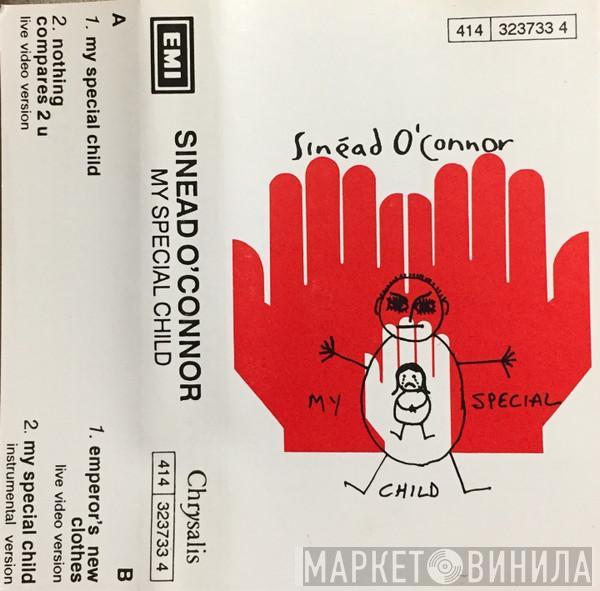 A
1. my special child
2. nothing
compares 2 u
live video version
B
1. emperor's new
clothes
live video version
2. my special child
instrumental version
EMI
SINEAD O'CONNOR
MY SPECIAL CHILD
Chrysalis
414 323733 4
414 323733 4
Sinéad O'Connor
MY SPECIAL
CHILD
МАРКЕТ ВИНИЛА